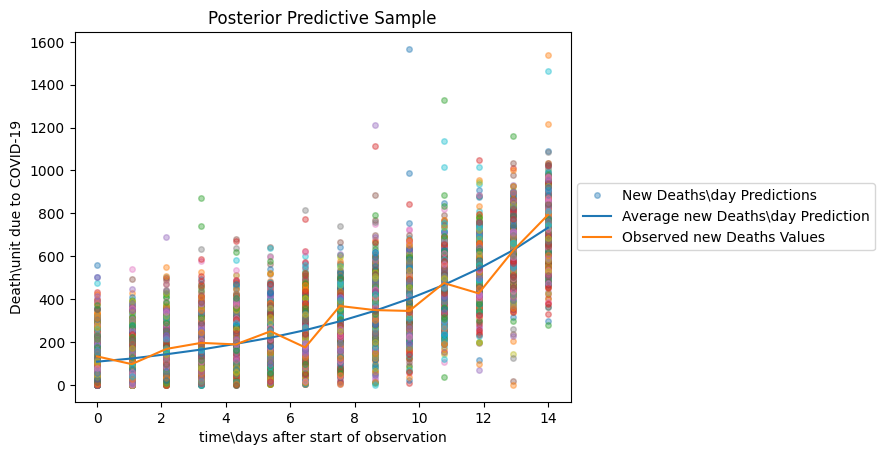 Posterior Predictive Sample
Death\unit due to COVID-19
1600
1400
1200
1000
800
600
400
200
0
0 2 4 6 8 10 12 14
time\days after start of observation
New Deaths\day Predictions
Average new Deaths\day Prediction
Observed new Deaths Values